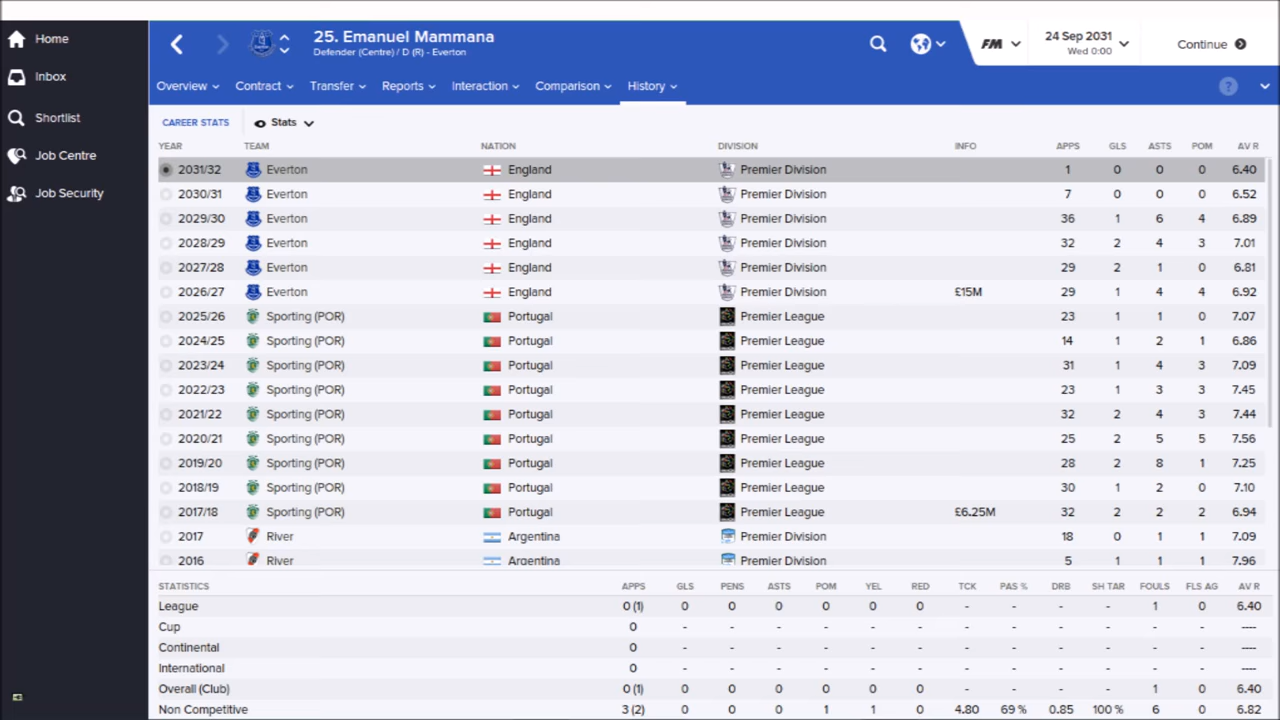 Home
Inbox
Shortlist
Job Centre
Job Security
25. Emanuel Mammana
Defender (Centre) / D (R) - Everton
FM
24 Sep 2031
Wed 0:00
Continue
Overview Contract Transfer Reports Interaction Comparison History
?
CAREER STATS Stats
YEAR TEAM NATION DIVISION INFO APPS GLS ASTS POM AV R
2031/32 Everton England Premier Division 1 0 0 0 6.40
2030/31 Everton England Premier Division 7 0 0 0 6.52
2029/30 Everton England Premier Division 36 1 6 4 6.89
2028/29 Everton England Premier Division 32 2 4 3 7.01
2027/28 Everton England Premier Division 29 2 1 0 6.81
2026/27 Everton England Premier Division £15M 29 1 4 4 6.92
2025/26 Sporting (POR) Portugal Premier League 23 1 1 0 7.07
2024/25 Sporting (POR) Portugal Premier League 14 1 2 1 6.86
2023/24 Sporting (POR) Portugal Premier League 31 1 4 3 7.09
2022/23 Sporting (POR) Portugal Premier League 23 1 3 3 7.45
2021/22 Sporting (POR) Portugal Premier League 32 2 4 3 7.44
2020/21 Sporting (POR) Portugal Premier League 25 2 5 5 7.56
2019/20 Sporting (POR) Portugal Premier League 28 2 8 1 7.25
2018/19 Sporting (POR) Portugal Premier League 30 1 2 0 7.10
2017/18 Sporting (POR) Portugal Premier League £6.25M 32 2 2 2 6.94
2017 River Argentina Premier Division 18 0 1 1 7.09
2016 River Argentina Premier Division 5 1 1 1 7.96
STATISTICS APPS GLS PENS ASTS POM YEL RED TCK PAS % DRB SH TAR FOULS FLS AG AV R
League 0 (1) 0 0 0 0 0 0 - - - - 1 0 6.40
Cup 0 - - - - - - - - - - - - ----
Continental 0 - - - - - - - - - - - - ----
International 0 - - - - - - - - - - - - ----
Overall (Club) 0 (1) 0 0 0 0 0 0 - - - - 1 0 6.40
Non Competitive 3 (2) 0 0 0 1 1 0 4.80 69 % 0.85 100 % 6 0 6.82